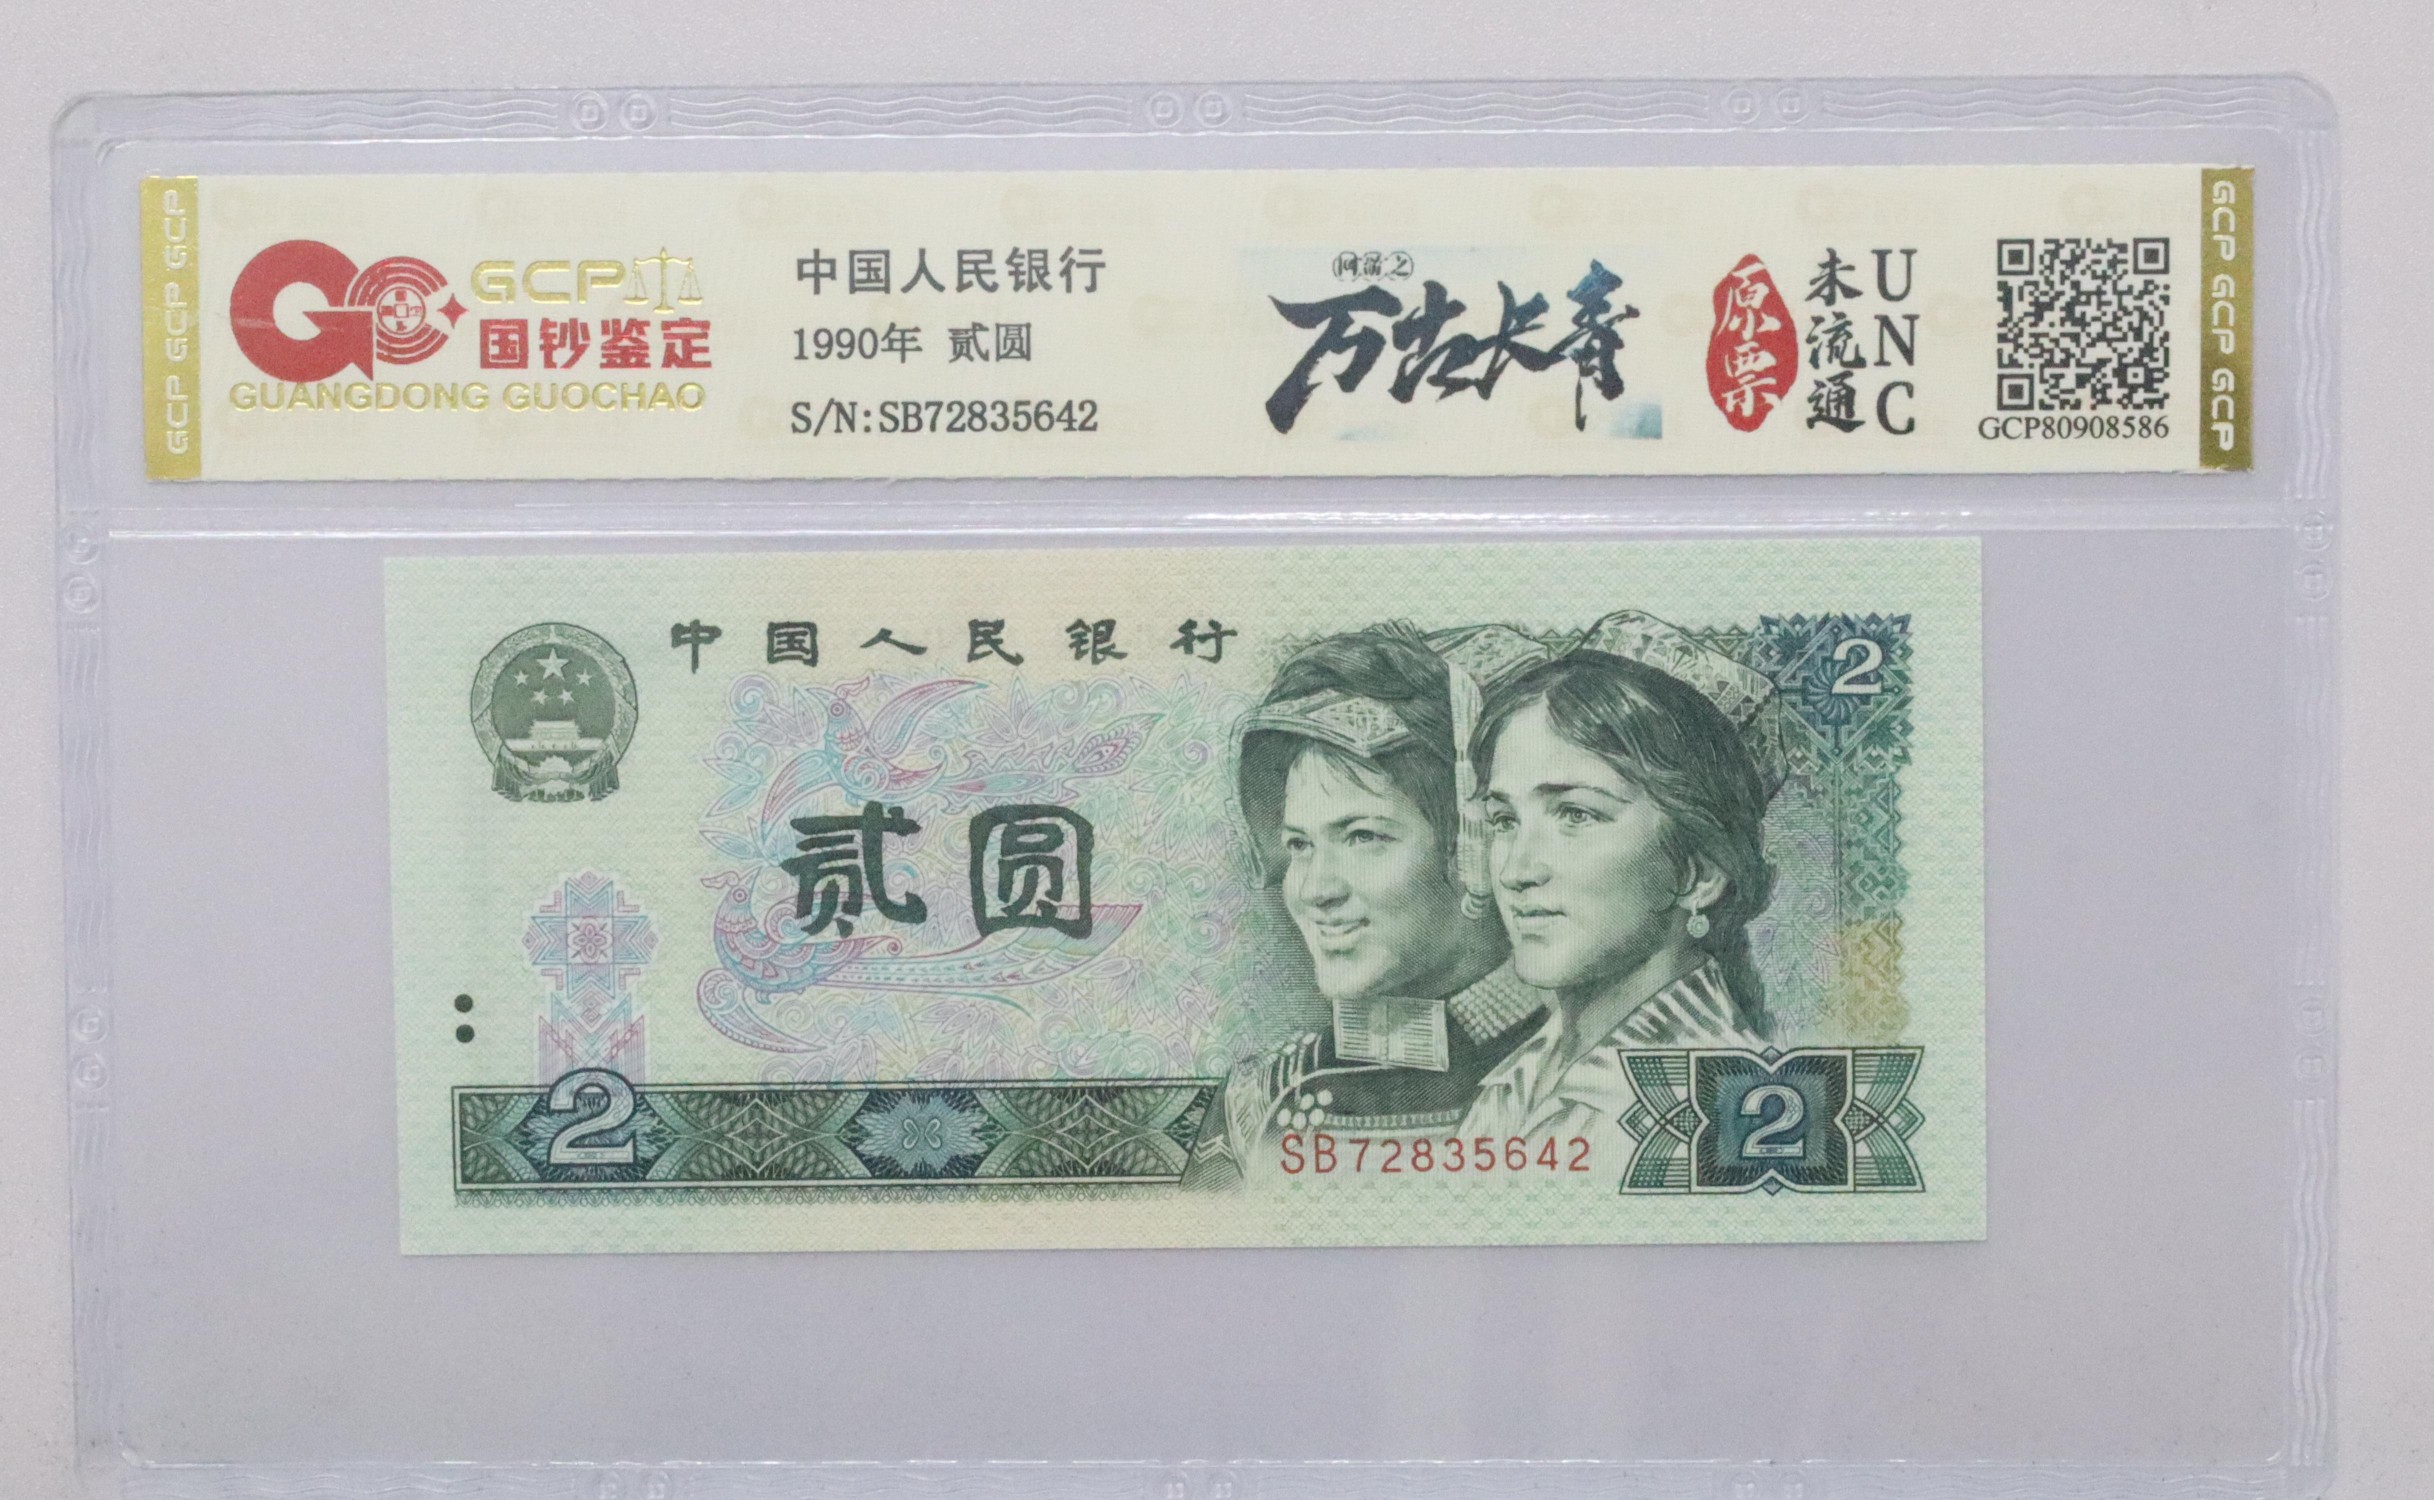 GCP GCP GCP
GCP
国钞鉴定
GUANGDONG GUOCHAO
中国人民银行
1990年 贰圆
S/N:SB72835642
万古长青
原票
未流通
UNC
GCP80908586
GCP GCP GCP
中国人民银行
2
贰圆
2
SB72835642
2